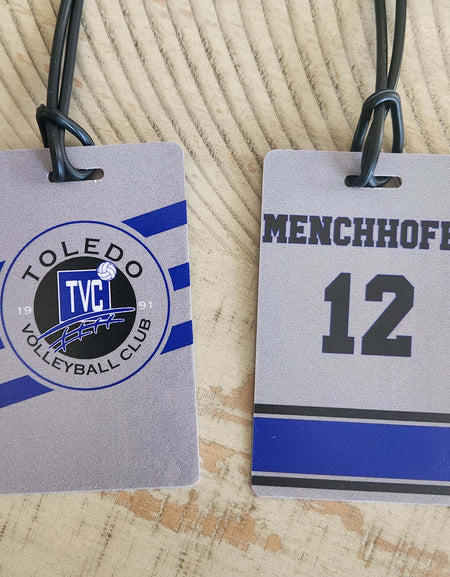 TOLEDO
TVC
19 91
VOLLEYBALL CLUB
MENCHHOFE
12